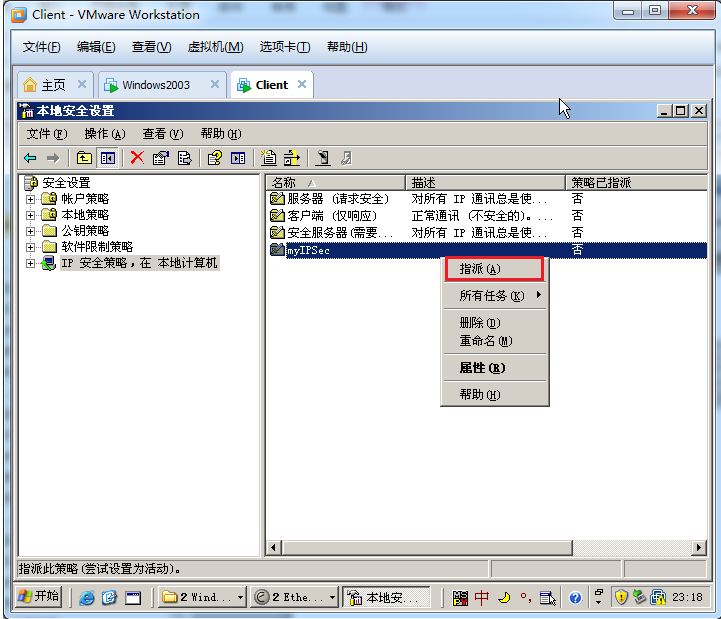 Client - VMware Workstation
文件(F) 编辑(E) 查看(V) 虚拟机(M) 选项卡(T) 帮助(H)
主页 Windows2003 Client
本地安全设置
文件(F) 操作(A) 查看(V) 帮助(H)
安全设置
帐户策略
本地策略
公钥策略
软件限制策略
IP 安全策略，在 本地计算机
名称 描述 策略已指派
服务器 (请求安全) 对所有 IP 通讯总是使... 否
客户端 (仅响应) 正常通讯 (不安全的)。... 否
安全服务器(需要... 对所有 IP 通讯总是使... 否
myIPSec 否
指派(A)
所有任务(K)
删除(D)
重命名(M)
属性(R)
帮助(H)
指派此策略(尝试设置为活动)。
开始 2 Wind... 2 Ethe... 本地安... 中 23:18